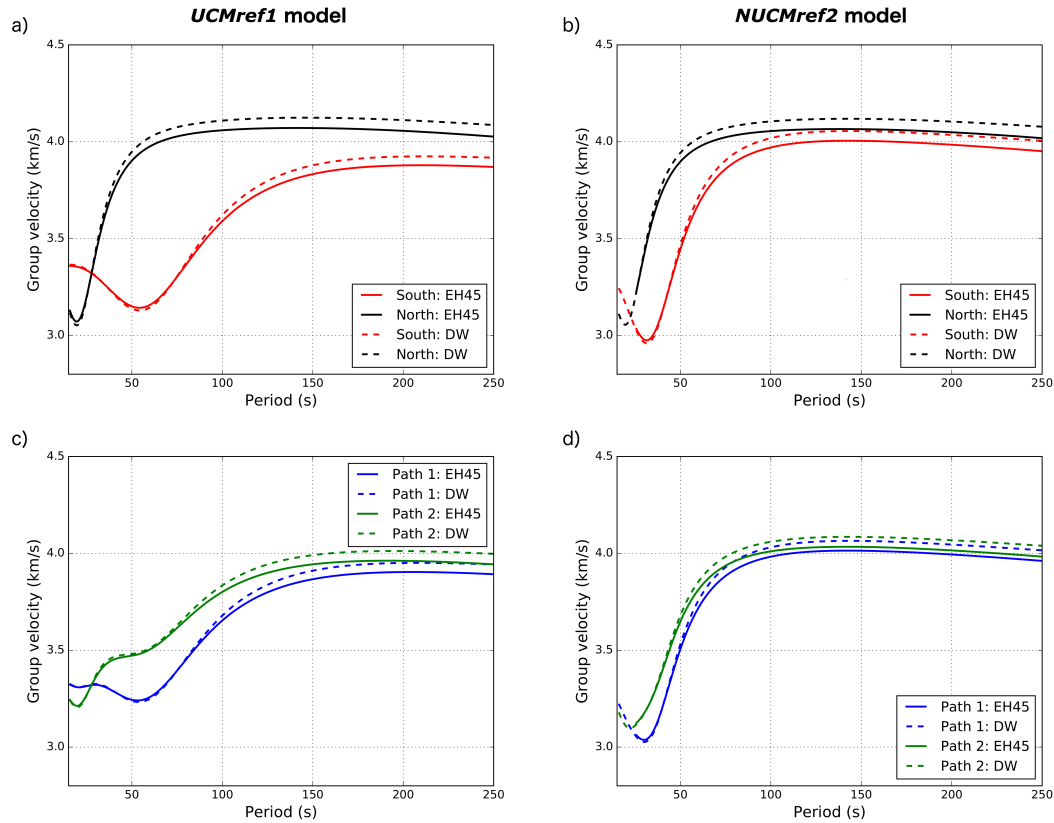 UCMref1 model
NUCMref2 model
a)
b)
4.5
4.0
3.5
3.0
Group velocity (km/s)
South: EH45
North: EH45
South: DW
North: DW
50
100
150
200
250
Period (s)
4.5
4.0
3.5
3.0
Group velocity (km/s)
South: EH45
North: EH45
South: DW
North: DW
50
100
150
200
250
Period (s)
c)
d)
4.5
4.0
3.5
3.0
Group velocity (km/s)
Path 1: EH45
Path 1: DW
Path 2: EH45
Path 2: DW
50
100
150
200
250
Period (s)
4.5
4.0
3.5
3.0
Group velocity (km/s)
Path 1: EH45
Path 1: DW
Path 2: EH45
Path 2: DW
50
100
150
200
250
Period (s)